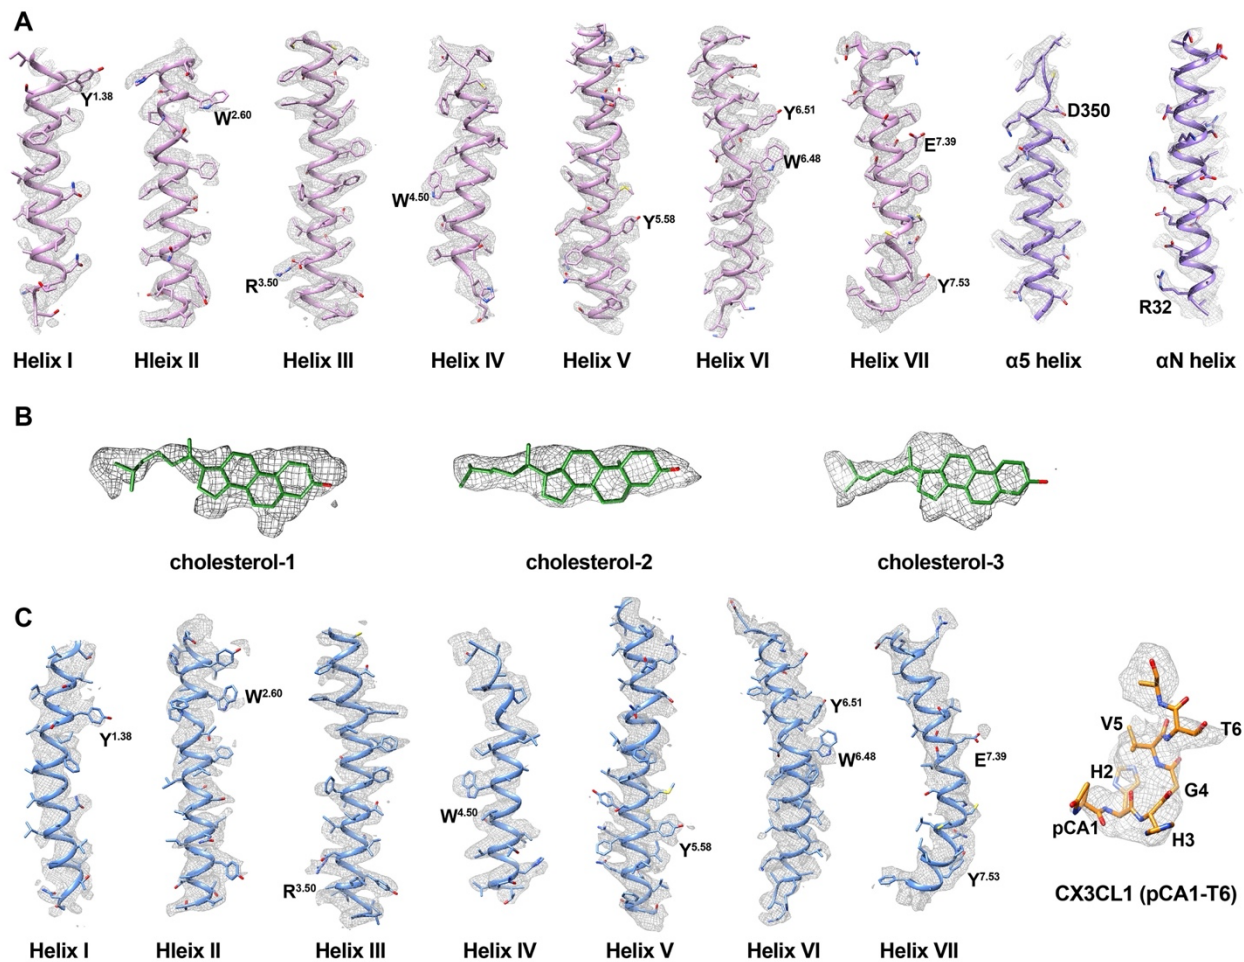 A
Y1.38
W2.60
R3.50
W4.50
Y5.58
Y6.51
W6.48
E7.39
Y7.53
D350
R32
Helix I Hleix II Helix III Helix IV Helix V Helix VI Helix VII α5 helix αN helix
B
cholesterol-1 cholesterol-2 cholesterol-3
C
Y1.38
W2.60
R3.50
W4.50
Y5.58
Y6.51
W6.48
E7.39
Y7.53
V5
T6
H2
G4
pCA1
H3
CX3CL1 (pCA1-T6)
Helix I Hleix II Helix III Helix IV Helix V Helix VI Helix VII